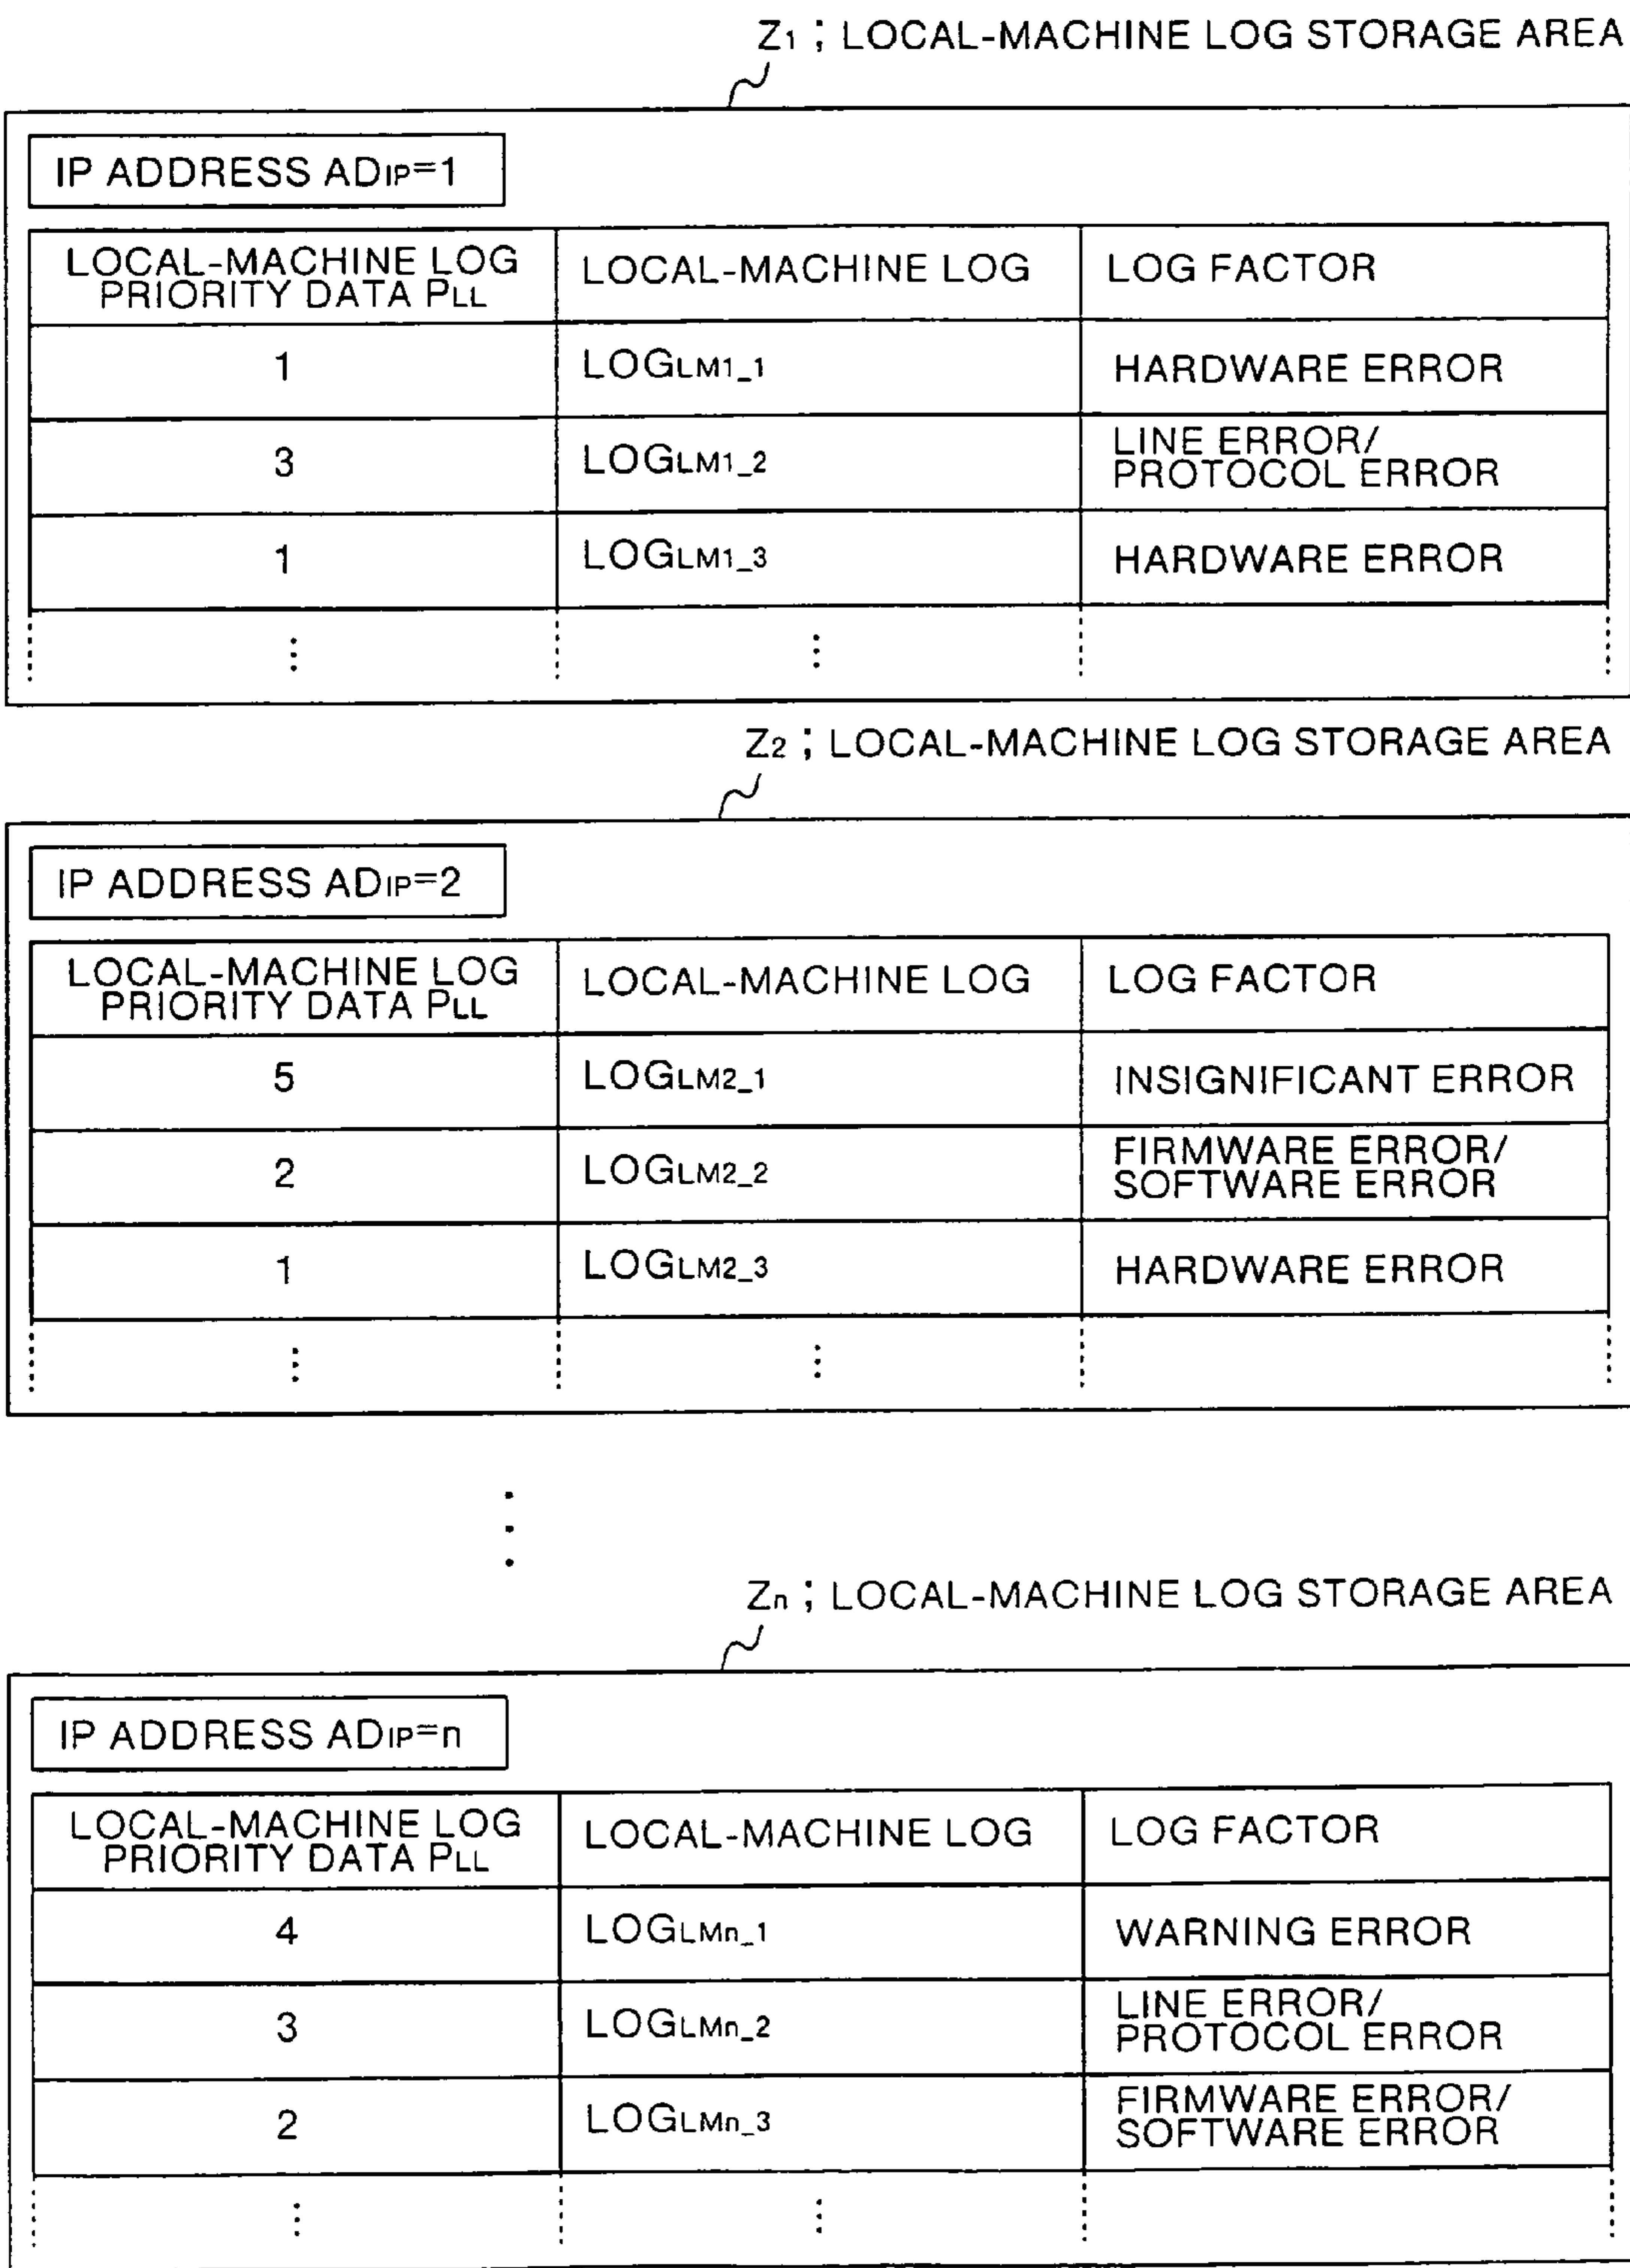 Z1 ; LOCAL-MACHINE LOG STORAGE AREA
IP ADDRESS ADIP=1
LOCAL-MACHINE LOG
PRIORITY DATA PLL
LOCAL-MACHINE LOG
LOG FACTOR
1
LOGLM1_1
HARDWARE ERROR
3
LOGLM1_2
LINE ERROR/
PROTOCOL ERROR
1
LOGLM1_3
HARDWARE ERROR
Z2 ; LOCAL-MACHINE LOG STORAGE AREA
IP ADDRESS ADIP=2
LOCAL-MACHINE LOG
PRIORITY DATA PLL
LOCAL-MACHINE LOG
LOG FACTOR
5
LOGLM2_1
INSIGNIFICANT ERROR
2
LOGLM2_2
FIRMWARE ERROR/
SOFTWARE ERROR
1
LOGLM2_3
HARDWARE ERROR
Zn ; LOCAL-MACHINE LOG STORAGE AREA
IP ADDRESS ADIP=n
LOCAL-MACHINE LOG
PRIORITY DATA PLL
LOCAL-MACHINE LOG
LOG FACTOR
4
LOGLMn_1
WARNING ERROR
3
LOGLMn_2
LINE ERROR/
PROTOCOL ERROR
2
LOGLMn_3
FIRMWARE ERROR/
SOFTWARE ERROR